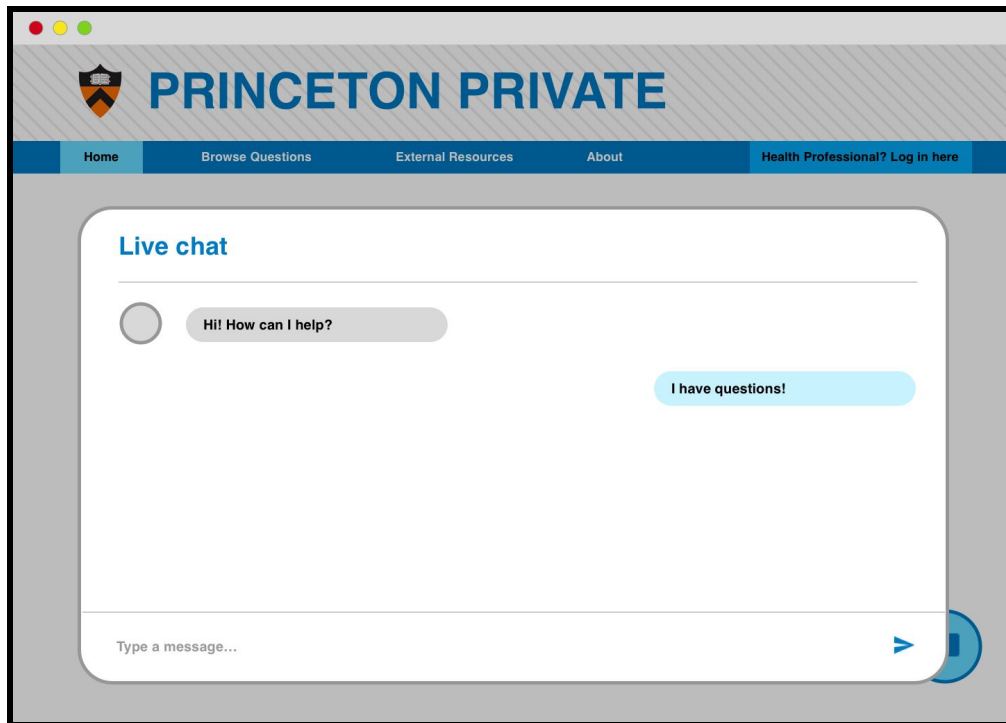 PRINCETON PRIVATE
Home Browse Questions External Resources About Health Professional? Log in here
Live chat
Hi! How can I help?
I have questions!
Type a message...